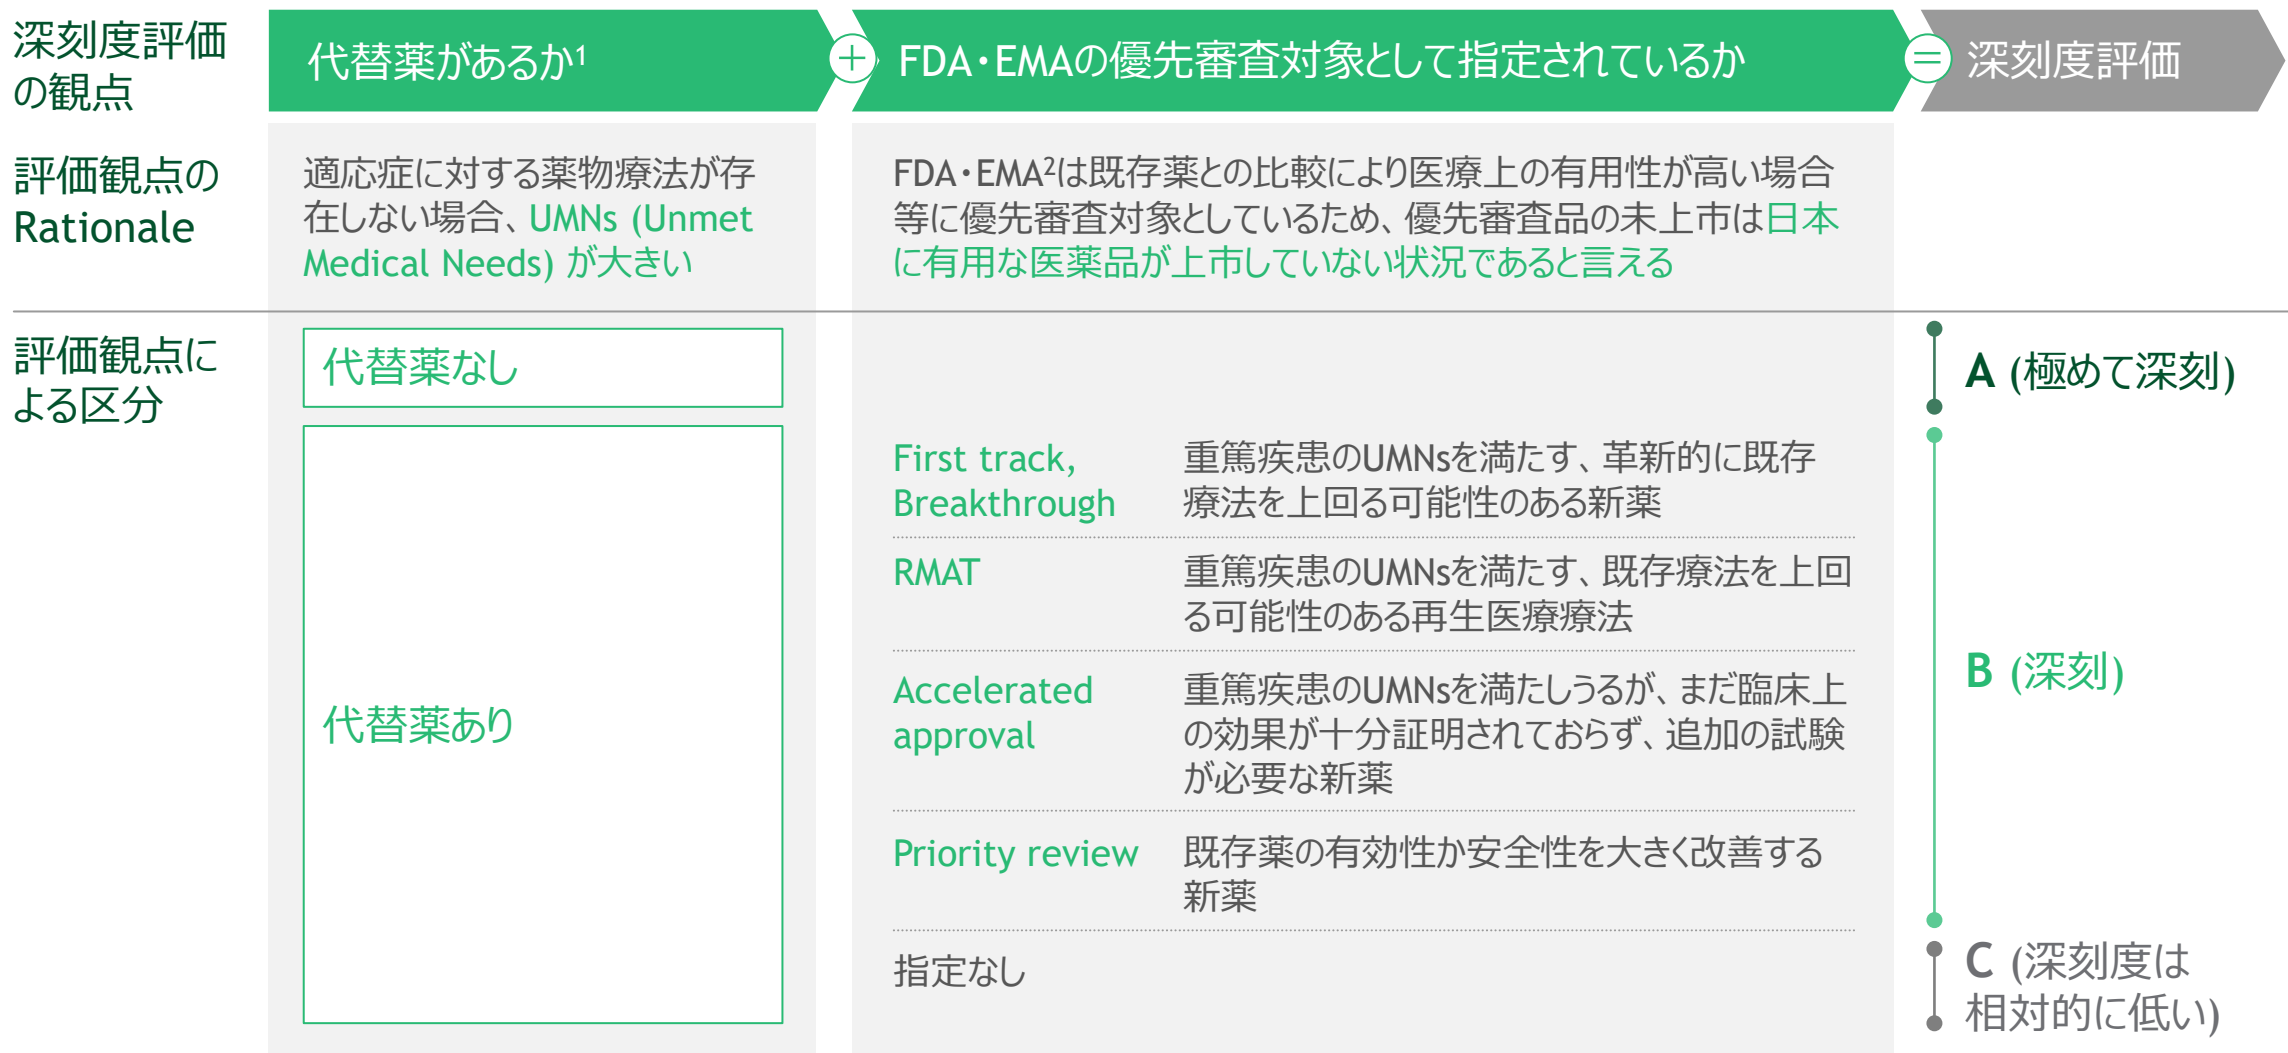 深刻度評価
の観点
代替薬があるか1
+
FDA・EMAの優先審査対象として指定されているか
=
深刻度評価
評価観点の
Rationale
適応症に対する薬物療法が存
在しない場合、UMNs (Unmet
Medical Needs) が大きい
FDA・EMA2は既存薬との比較により医療上の有用性が高い場合
等に優先審査対象としているため、優先審査品の未上市は日本
に有用な医薬品が上市していない状況であると言える
評価観点に
よる区分
代替薬なし
A (極めて深刻)
代替薬あり
First track,
Breakthrough
重篤疾患のUMNsを満たす、革新的に既存
療法を上回る可能性のある新薬
RMAT
重篤疾患のUMNsを満たす、既存療法を上回
る可能性のある再生医療療法
Accelerated
approval
重篤疾患のUMNsを満たしうるが、まだ臨床上
の効果が十分証明されておらず、追加の試験
が必要な新薬
Priority review
既存薬の有効性か安全性を大きく改善する
新薬
B (深刻)
指定なし
C (深刻度は
相対的に低い)